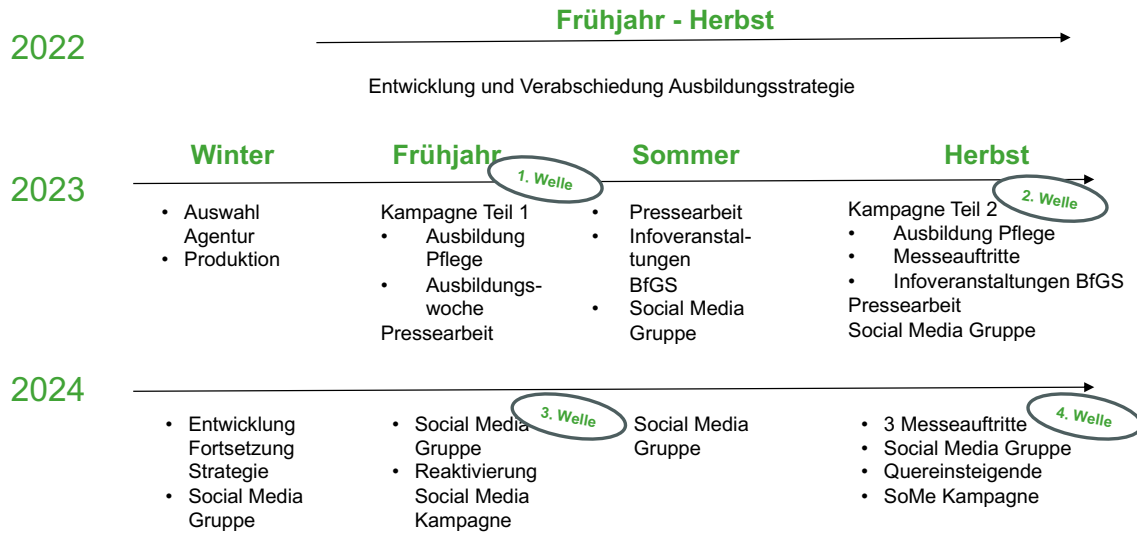 Frühjahr - Herbst
2022
Entwicklung und Verabschiedung Ausbildungsstrategie
Winter
Frühjahr
Sommer
Herbst
2023
1. Welle
2. Welle
• Auswahl
Agentur
• Produktion
Kampagne Teil 1
• Ausbildung
Pflege
• Ausbildungs-
woche
Pressearbeit
• Pressearbeit
• Infoveranstal-
tungen
BfGS
• Social Media
Gruppe
Kampagne Teil 2
• Ausbildung Pflege
• Messeauftritte
• Infoveranstaltungen BfGS
Pressearbeit
Social Media Gruppe
2024
3. Welle
4. Welle
• Entwicklung
Fortsetzung
Strategie
• Social Media
Gruppe
• Social Media
Gruppe
• Reaktivierung
Social Media
Kampagne
Social Media
Gruppe
• 3 Messeauftritte
• Social Media Gruppe
• Quereinsteigende
• SoMe Kampagne